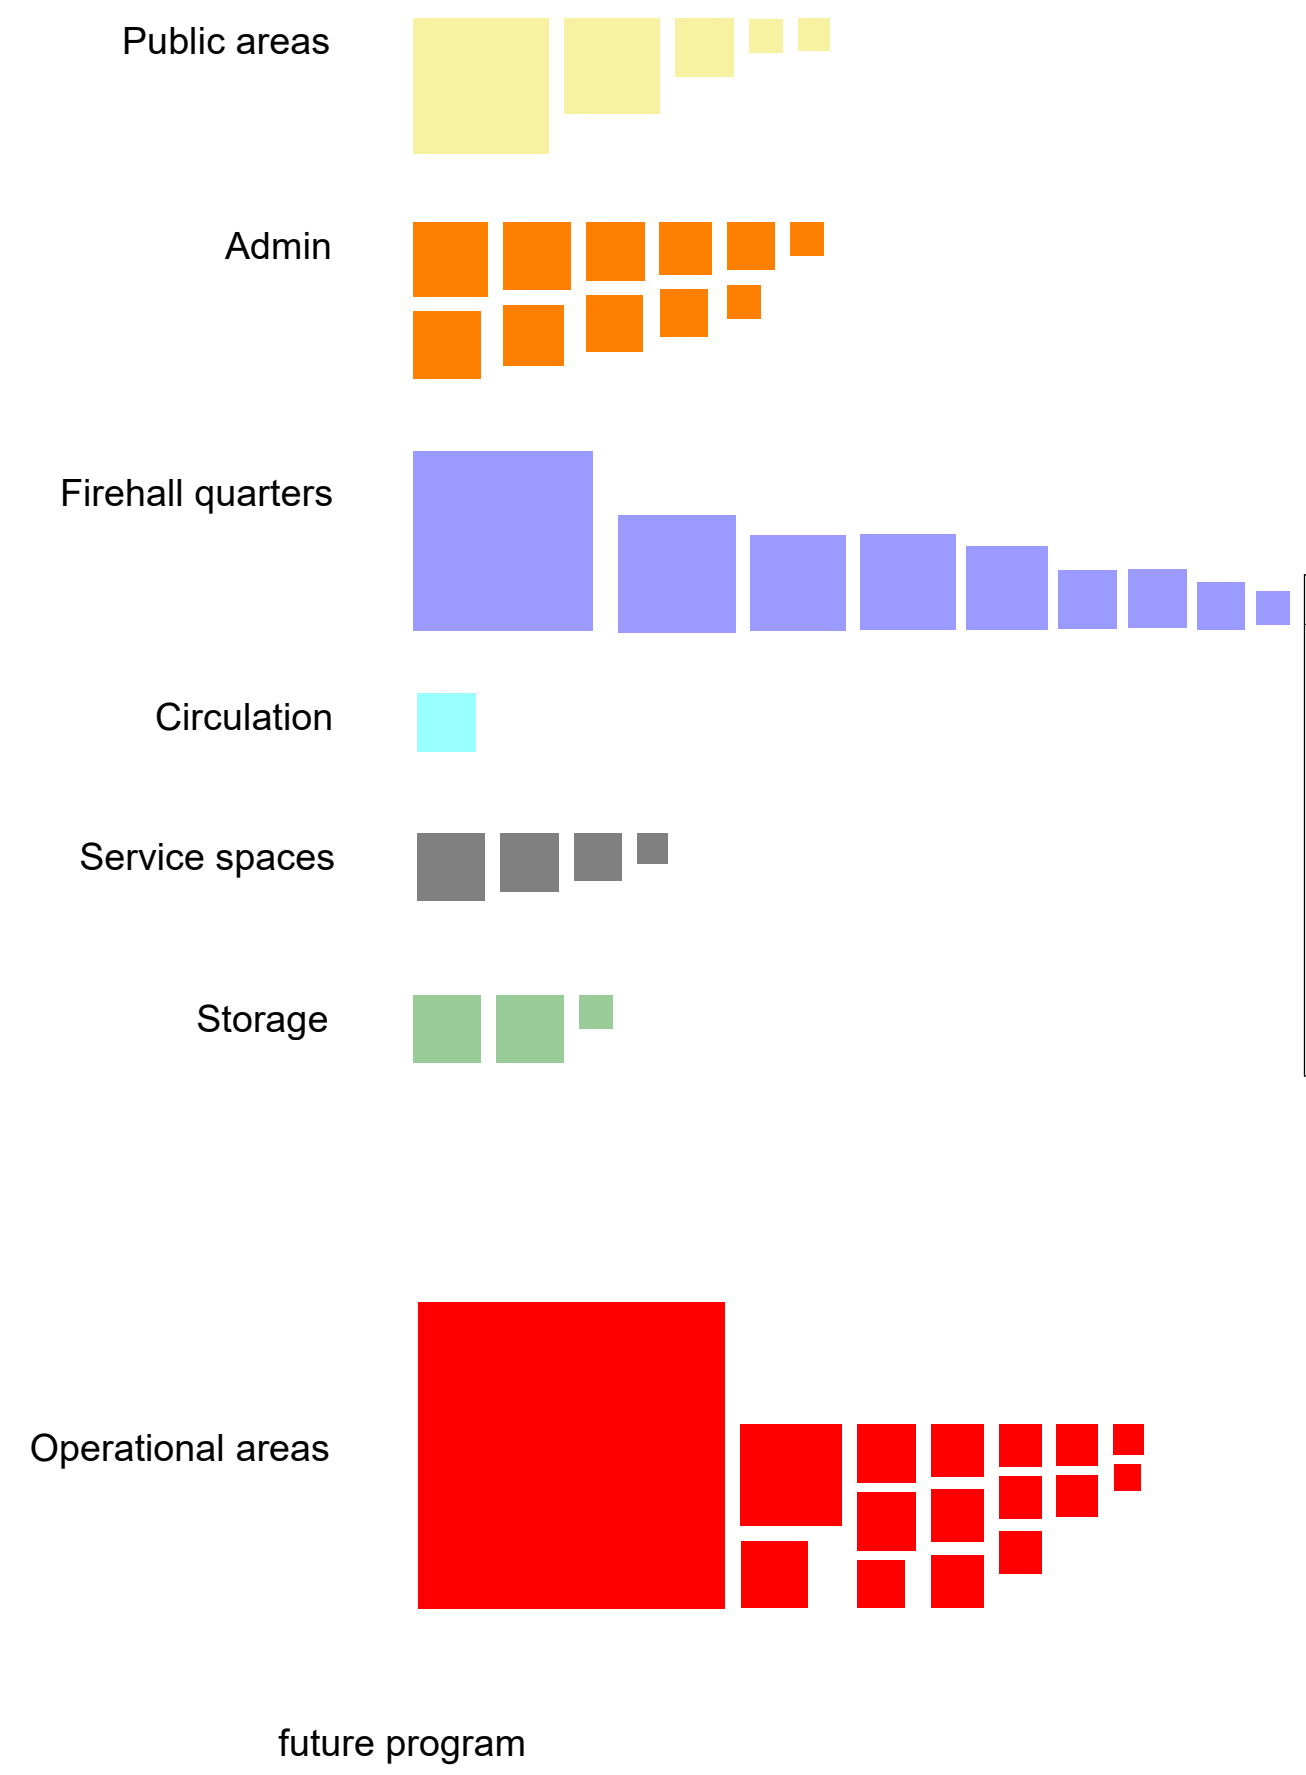 Public areas
Admin
Firehall quarters
Circulation
Service spaces
Storage
Operational areas
future program